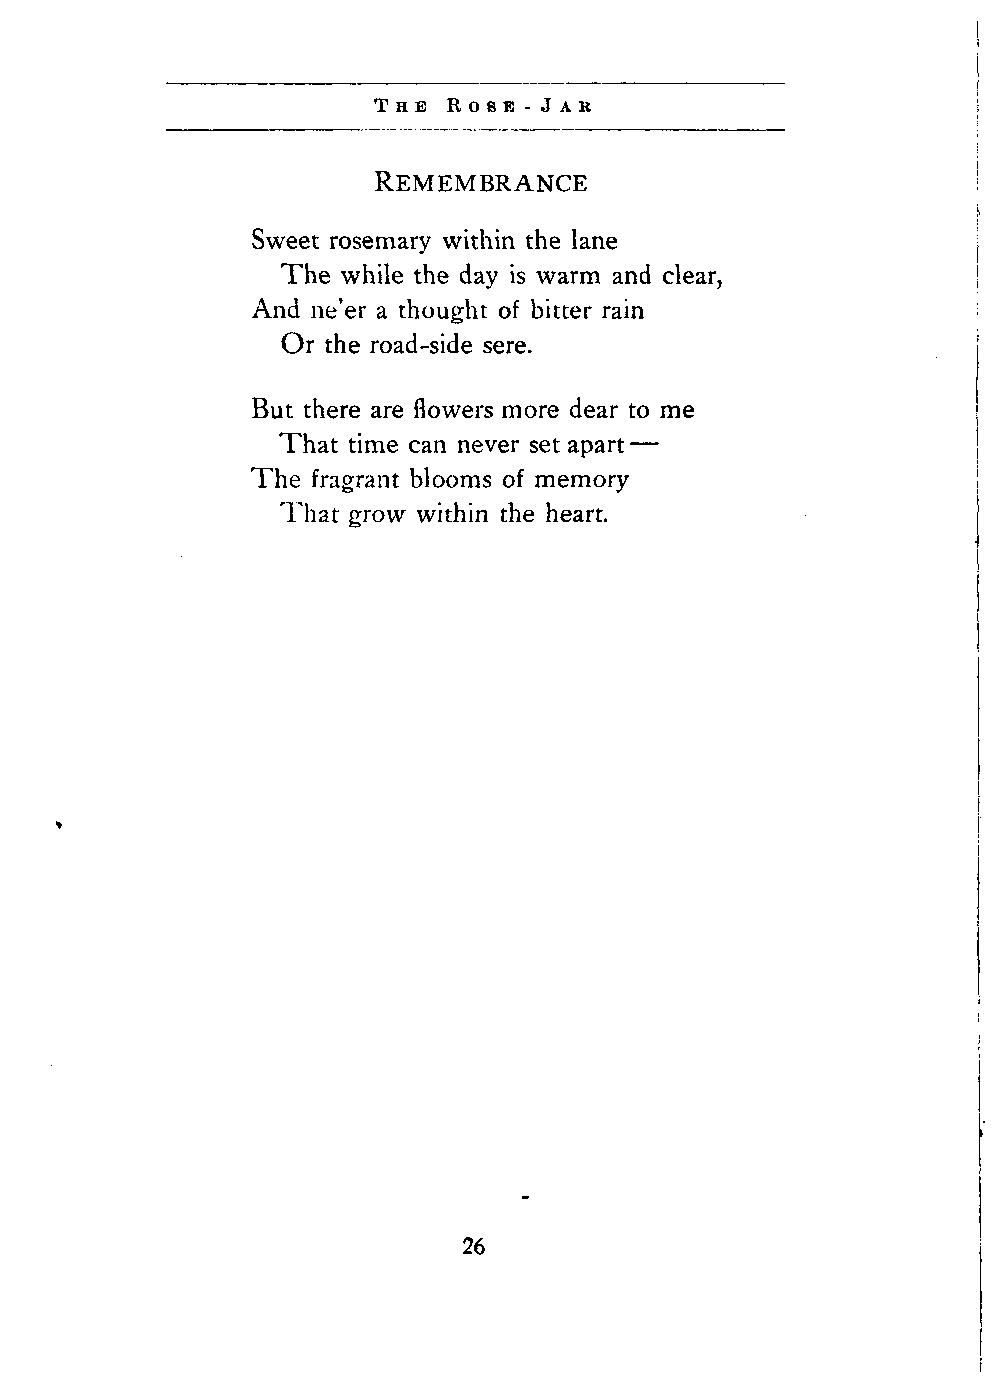 THE ROSE-JAR
REMEMBRANCE
Sweet rosemary within the lane
The while the day is warm and clear,
And ne'er a thought of bitter rain
Or the road-side sere.
But there are flowers more dear to me
That time can never set apart—
The fragrant blooms of memory
That grow within the heart.
26